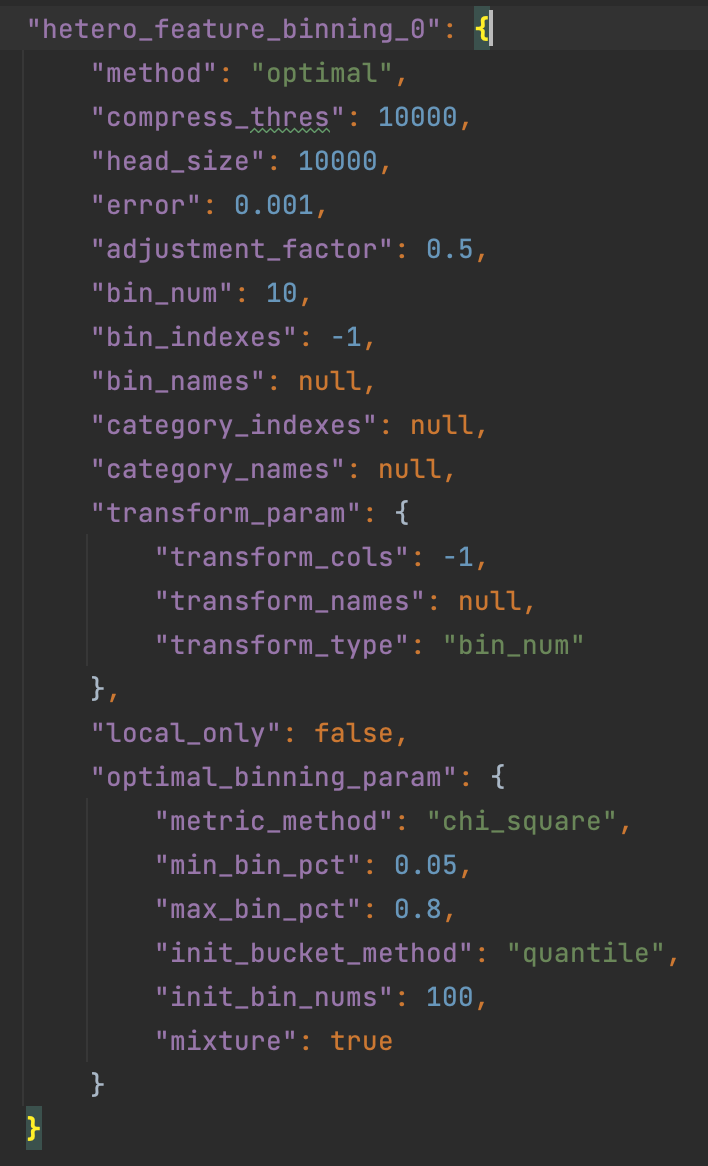 "hetero_feature_binning_0": {
"method": "optimal",
"compress_thres": 10000,
"head_size": 10000,
"error": 0.001,
"adjustment_factor": 0.5,
"bin_num": 10,
"bin_indexes": -1,
"bin_names": null,
"category_indexes": null,
"category_names": null,
"transform_param": {
"transform_cols": -1,
"transform_names": null,
"transform_type": "bin_num"
},
"local_only": false,
"optimal_binning_param": {
"metric_method": "chi_square",
"min_bin_pct": 0.05,
"max_bin_pct": 0.8,
"init_bucket_method": "quantile",
"init_bin_nums": 100,
"mixture": true
}
}